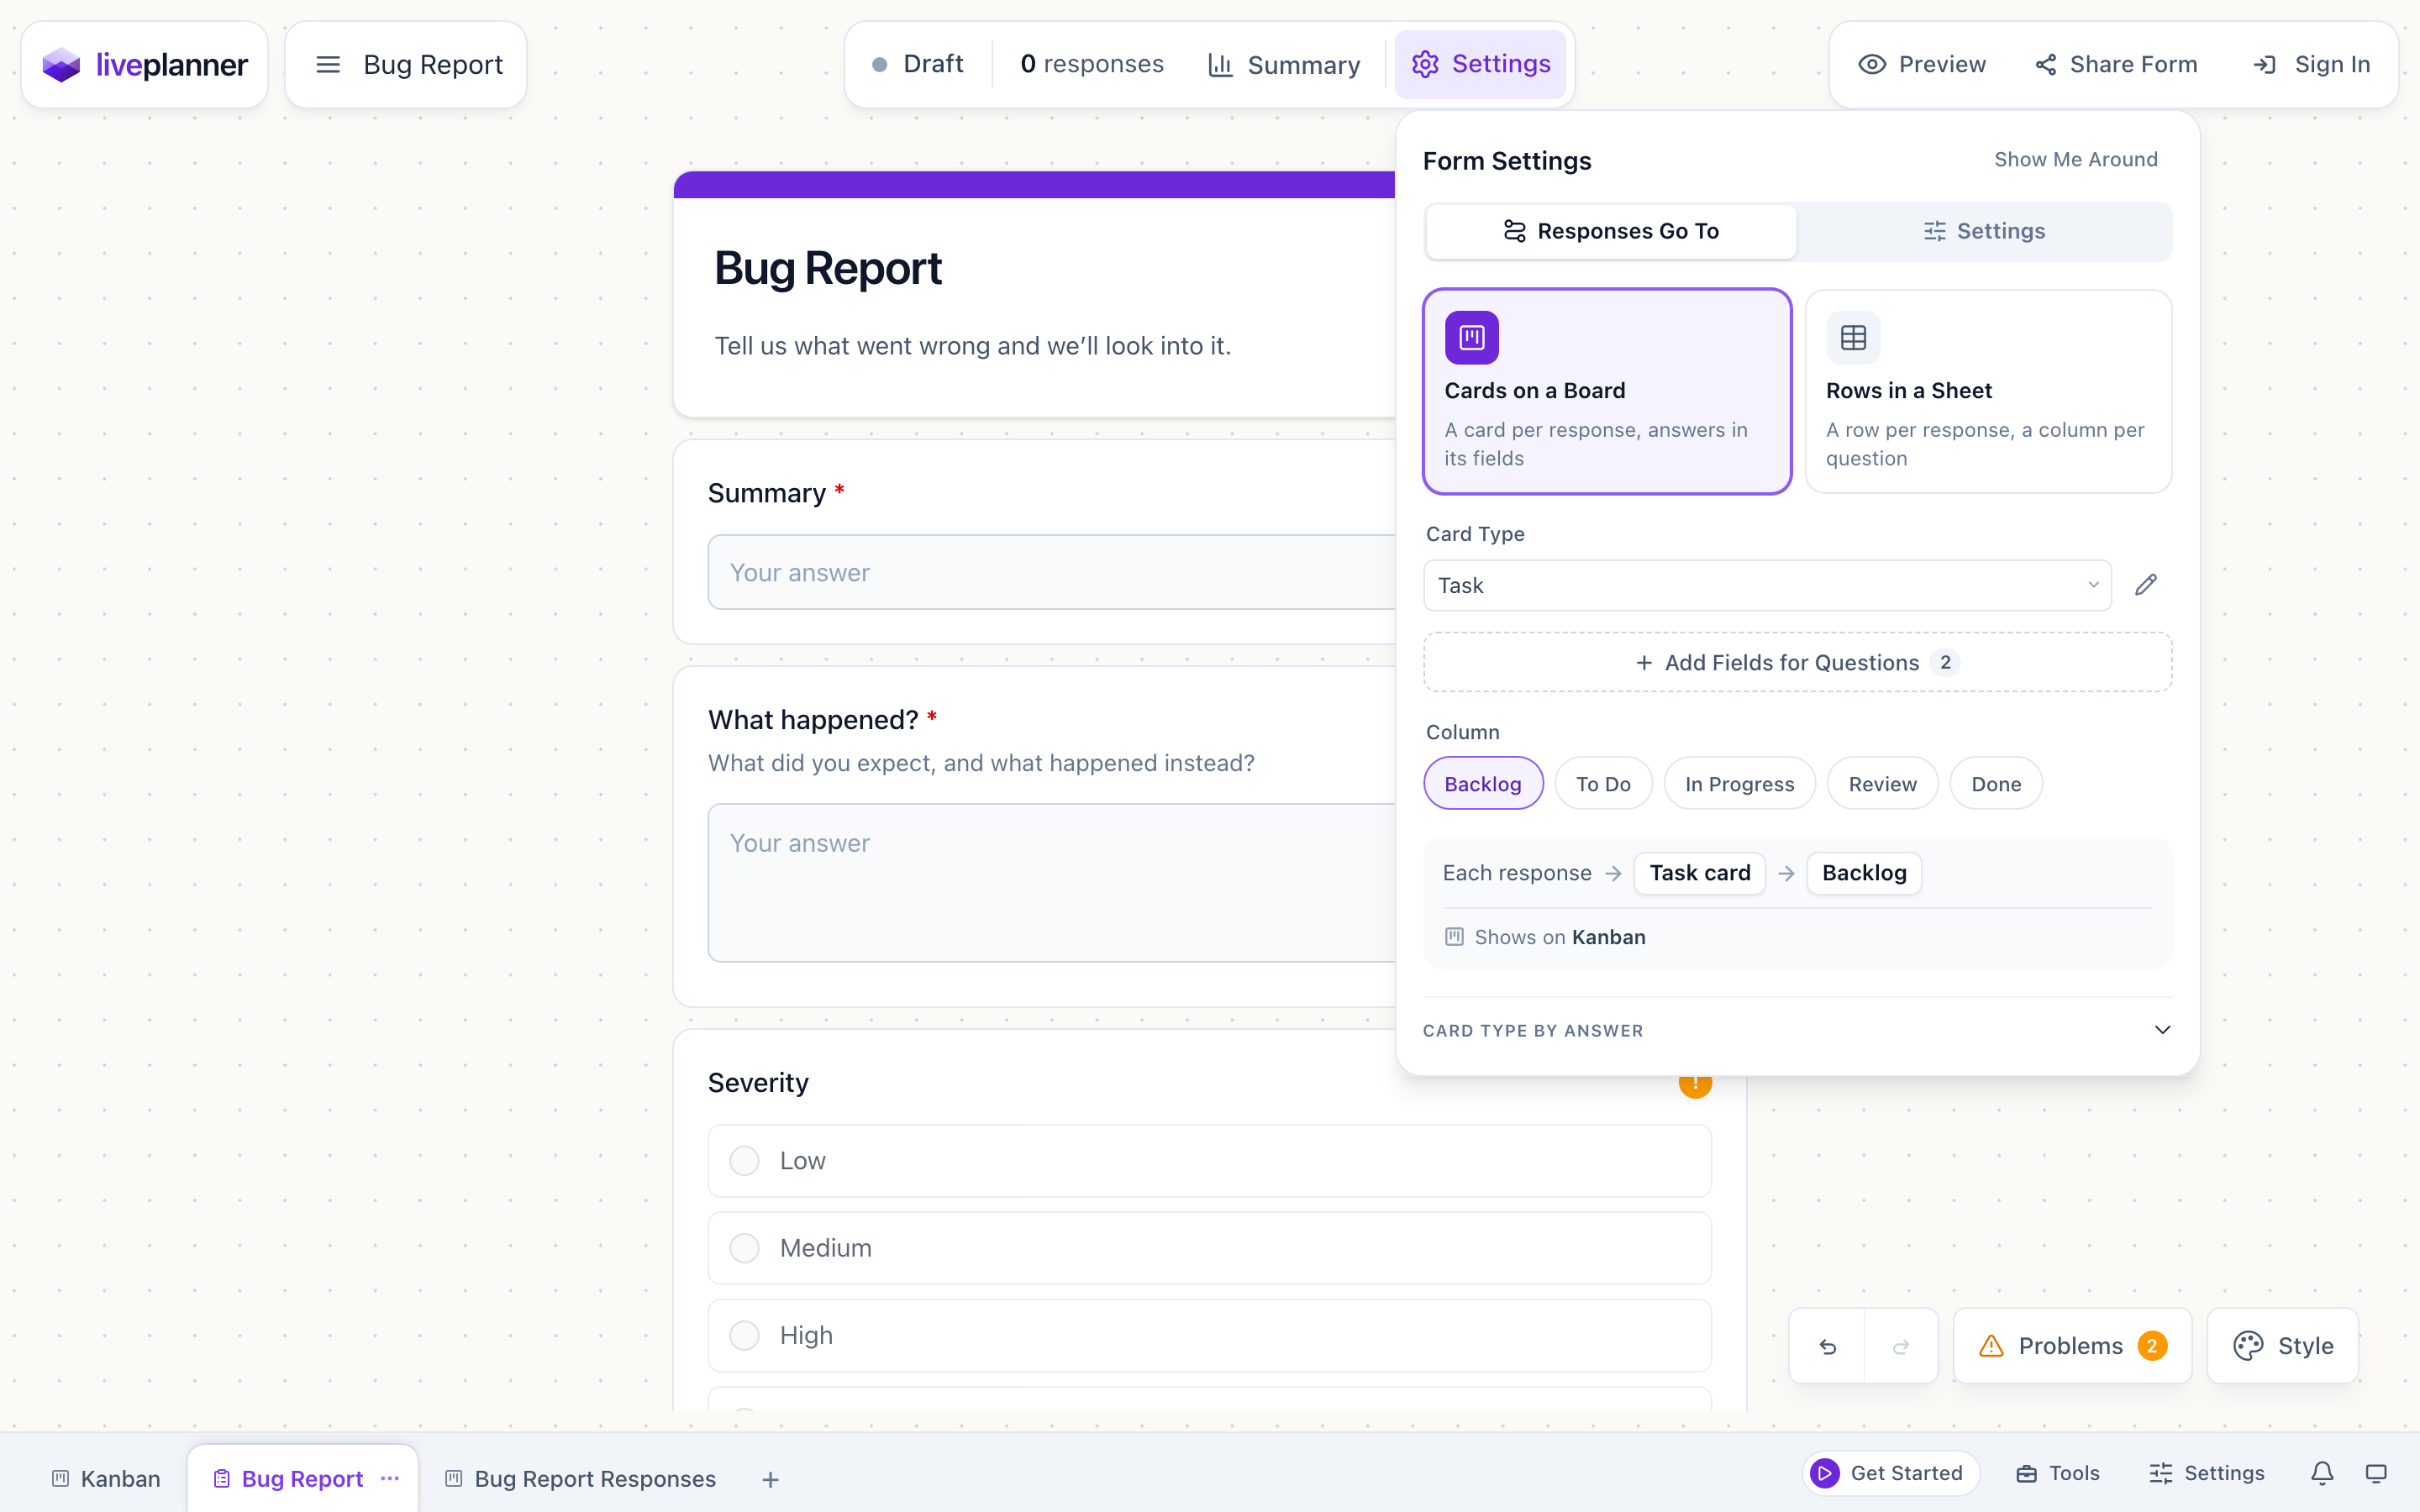 liveplanner
Bug Report
Draft
0 responses
Summary
Settings
Preview
Share Form
Sign In
Bug Report
Tell us what went wrong and we’ll look into it.
Summary *
Your answer
What happened? *
What did you expect, and what happened instead?
Your answer
Severity
!
Low
Medium
High
Form Settings
Show Me Around
Responses Go To
Settings
Cards on a Board
A card per response, answers in
its fields
Rows in a Sheet
A row per response, a column per
question
Card Type
Task
+ Add Fields for Questions 2
Column
Backlog
To Do
In Progress
Review
Done
Each response → Task card → Backlog
Shows on Kanban
CARD TYPE BY ANSWER
Problems 2
Style
Kanban
Bug Report
Bug Report Responses
+
Get Started
Tools
Settings